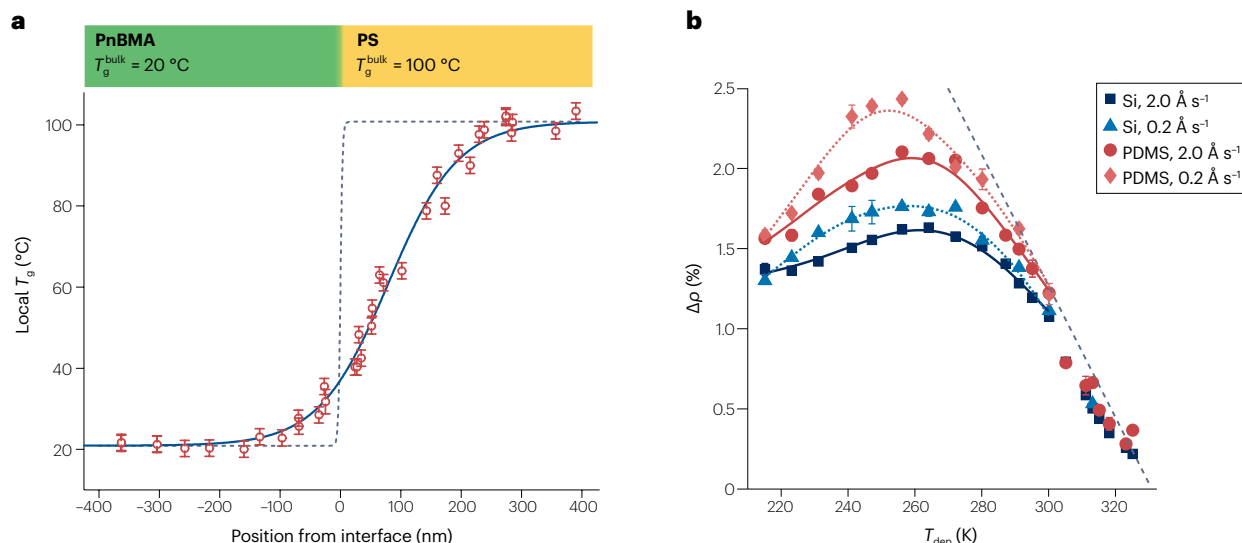 a
PnBMA
T_g^bulk = 20 °C
PS
T_g^bulk = 100 °C
Local T_g (°C)
100
80
60
40
20
−400
−300
−200
−100
0
100
200
300
400
Position from interface (nm)
b
Δρ (%)
2.5
2.0
1.5
1.0
0.5
0
220
240
260
280
300
320
T_dep (K)
Si, 2.0 Å s⁻¹
Si, 0.2 Å s⁻¹
PDMS, 2.0 Å s⁻¹
PDMS, 0.2 Å s⁻¹